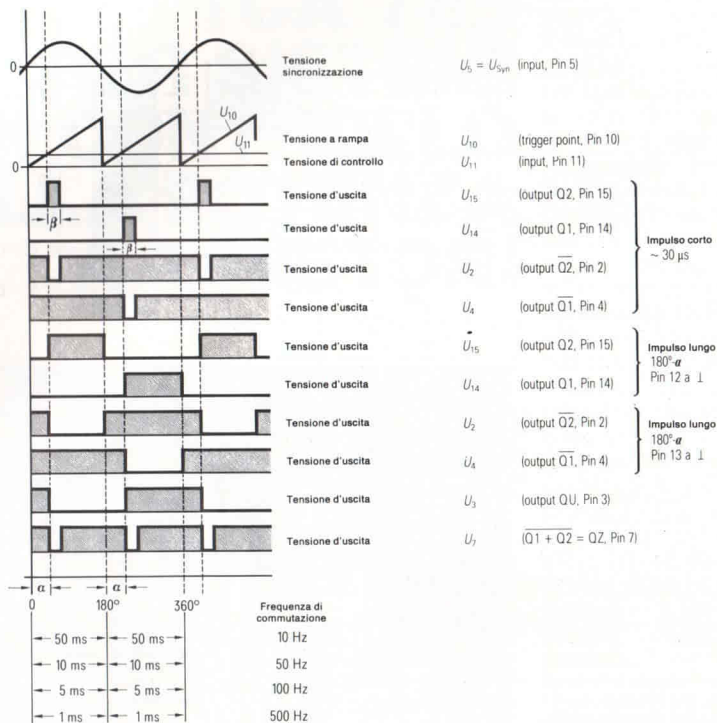 0
Tensione
sincronizzazione
U5 = USyn (input, Pin 5)
U10
U11
Tensione a rampa
U10 (trigger point, Pin 10)
0
Tensione di controllo
U11 (input, Pin 11)
Tensione d'uscita
U15 (output Q2, Pin 15)
β
Tensione d'uscita
U14 (output Q1, Pin 14)
β
Impulso corto
~ 30 µs
Tensione d'uscita
U2 (output Q̅2̅, Pin 2)
Tensione d'uscita
U4 (output Q̅1̅, Pin 4)
Tensione d'uscita
U15 (output Q2, Pin 15)
Impulso lungo
180°-α
Pin 12 a ⊥
Tensione d'uscita
U14 (output Q1, Pin 14)
Tensione d'uscita
U2 (output Q̅2̅, Pin 2)
Impulso lungo
180°-α
Pin 13 a ⊥
Tensione d'uscita
U4 (output Q̅1̅, Pin 4)
Tensione d'uscita
U3 (output QU, Pin 3)
Tensione d'uscita
U7 (Q̅1̅ ̅+̅ ̅Q̅2̅ = QZ, Pin 7)
α α
0 180° 360°
Frequenza di
commutazione
50 ms 50 ms 10 Hz
10 ms 10 ms 50 Hz
5 ms 5 ms 100 Hz
1 ms 1 ms 500 Hz